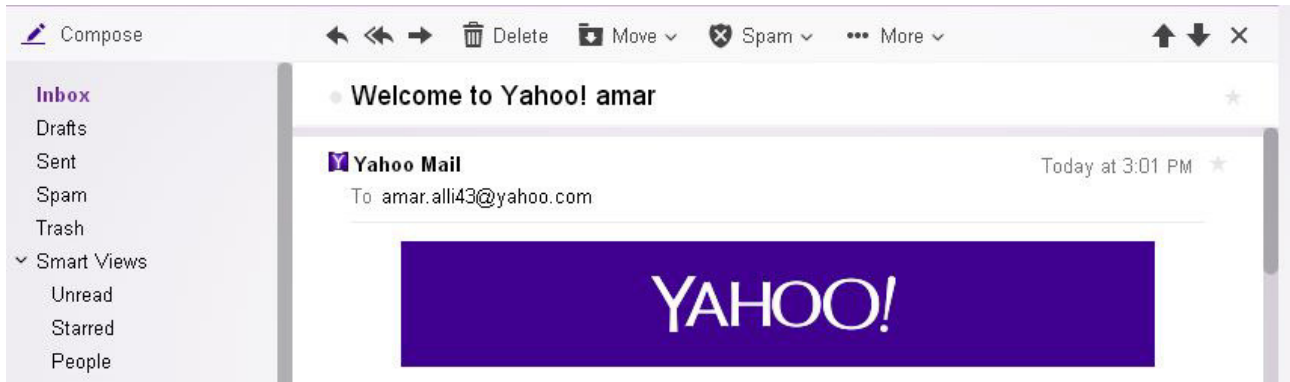 Compose
Delete Move Spam More
Inbox
Drafts
Sent
Spam
Trash
Smart Views
Unread
Starred
People
Welcome to Yahoo! amar
Yahoo Mail Today at 3:01 PM
To amar.alli43@yahoo.com
YAHOO!